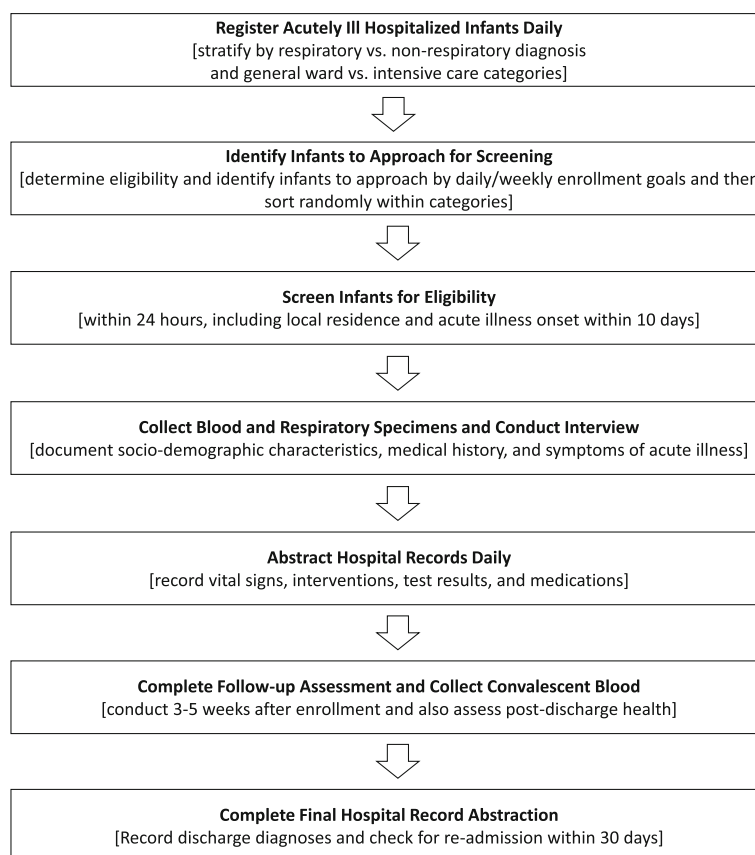 Register Acutely Ill Hospitalized Infants Daily
[stratify by respiratory vs. non-respiratory diagnosis
and general ward vs. intensive care categories]
Identify Infants to Approach for Screening
[determine eligibility and identify infants to approach by daily/weekly enrollment goals and then
sort randomly within categories]
Screen Infants for Eligibility
[within 24 hours, including local residence and acute illness onset within 10 days]
Collect Blood and Respiratory Specimens and Conduct Interview
[document socio-demographic characteristics, medical history, and symptoms of acute illness]
Abstract Hospital Records Daily
[record vital signs, interventions, test results, and medications]
Complete Follow-up Assessment and Collect Convalescent Blood
[conduct 3-5 weeks after enrollment and also assess post-discharge health]
Complete Final Hospital Record Abstraction
[Record discharge diagnoses and check for re-admission within 30 days]